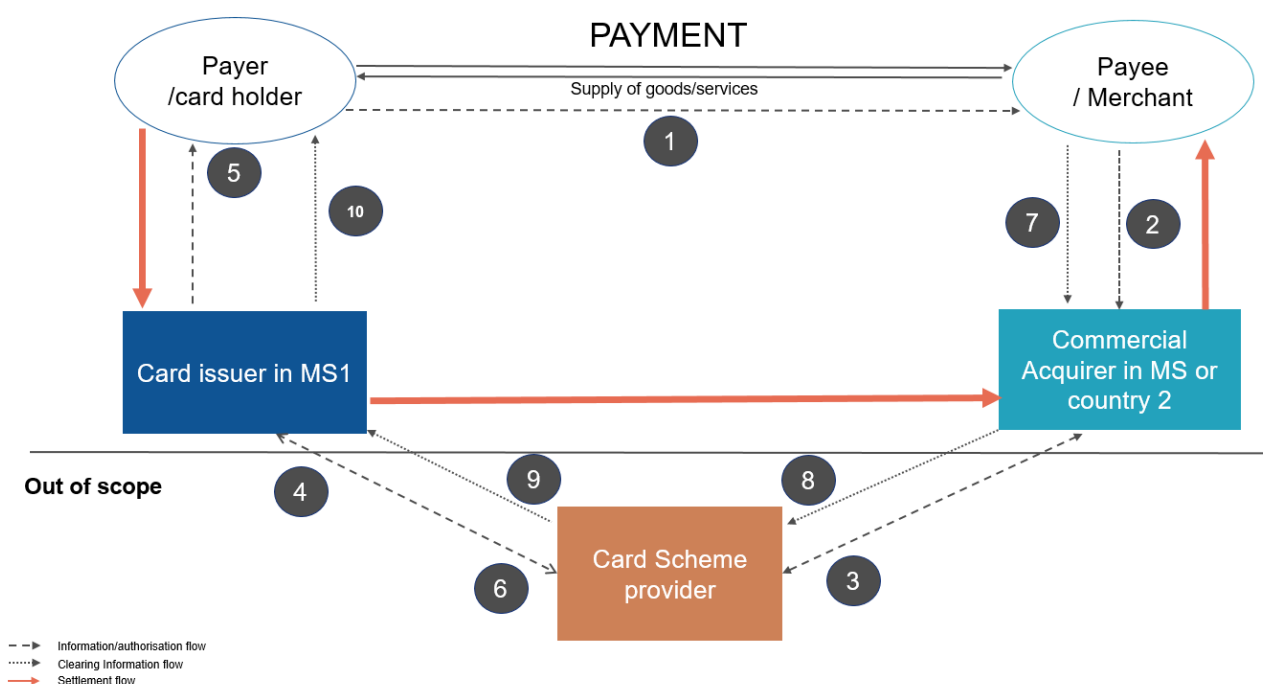 PAYMENT
Payer
/card holder
Payee
/ Merchant
Supply of goods/services
1
5
10
7
2
Card issuer in MS1
Commercial
Acquirer in MS or
country 2
Out of scope
4
9
8
Card Scheme
provider
6
3
Information/authorisation flow
Clearing Information flow
Settlement flow